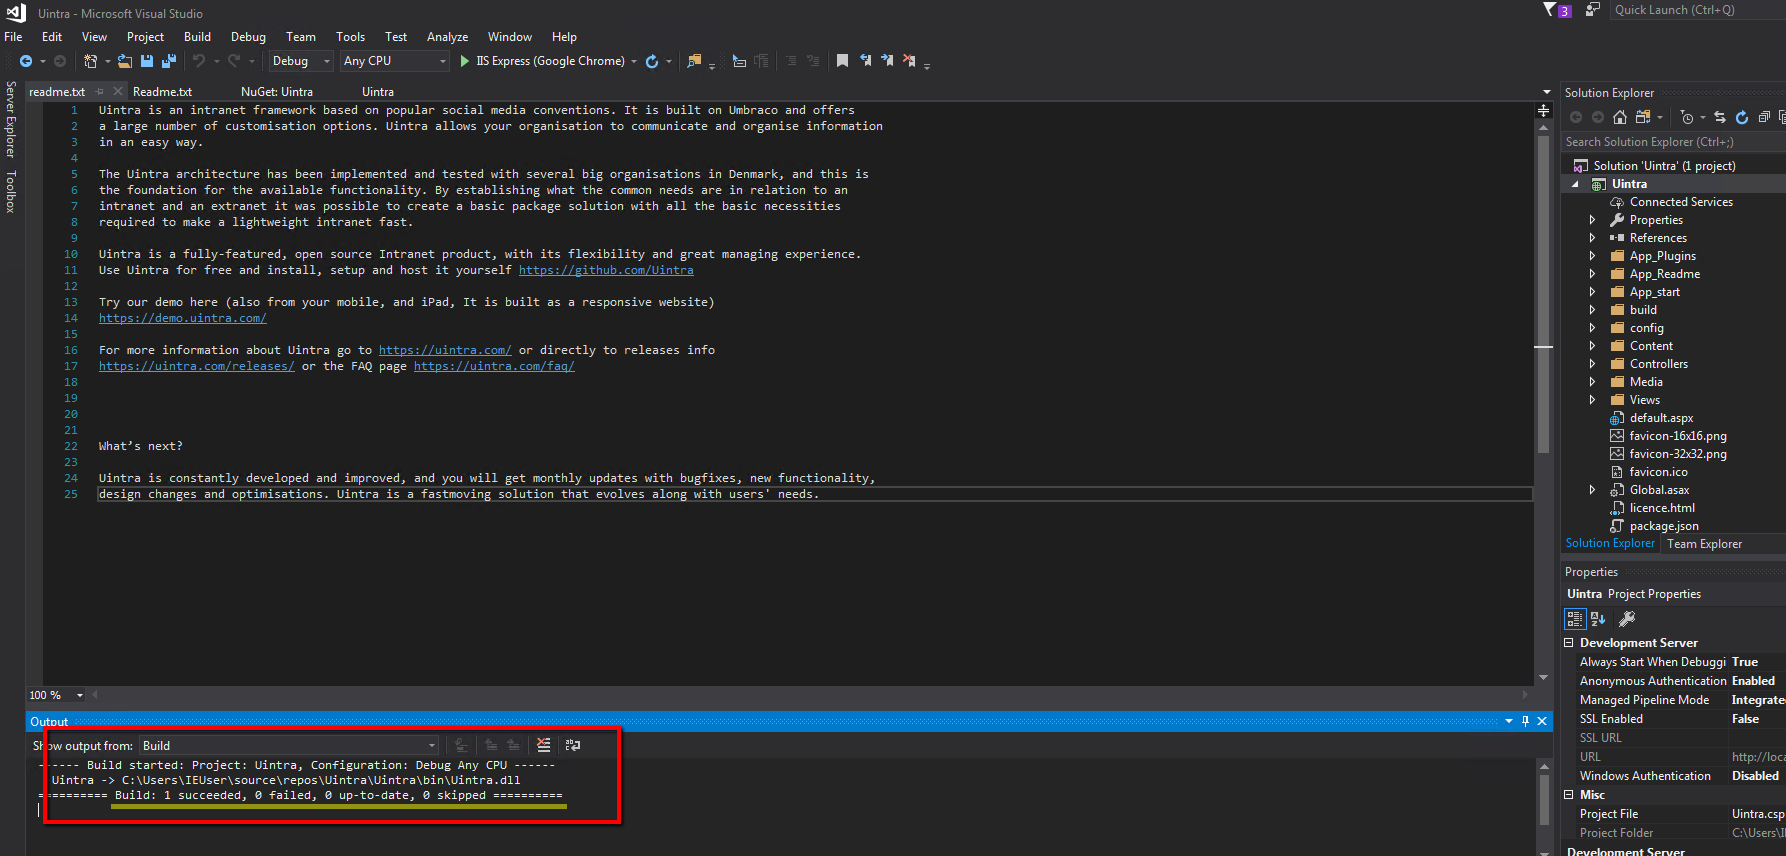 Uintra - Microsoft Visual Studio
3
Quick Launch (Ctrl+Q)
File Edit View Project Build Debug Team Tools Test Analyze Window Help
Debug
Any CPU
IIS Express (Google Chrome)
Server Explorer
Toolbox
readme.txt
Readme.txt
NuGet: Uintra
Uintra
1 Uintra is an intranet framework based on popular social media conventions. It is built on Umbraco and offers
2 a large number of customisation options. Uintra allows your organisation to communicate and organise information
3 in an easy way.
4
5 The Uintra architecture has been implemented and tested with several big organisations in Denmark, and this is
6 the foundation for the available functionality. By establishing what the common needs are in relation to an
7 intranet and an extranet it was possible to create a basic package solution with all the basic necessities
8 required to make a lightweight intranet fast.
9
10 Uintra is a fully-featured, open source Intranet product, with its flexibility and great managing experience.
11 Use Uintra for free and install, setup and host it yourself https://github.com/Uintra
12
13 Try our demo here (also from your mobile, and iPad, It is built as a responsive website)
14 https://demo.uintra.com/
15
16 For more information about Uintra go to https://uintra.com/ or directly to releases info
17 https://uintra.com/releases/ or the FAQ page https://uintra.com/faq/
18
19
20
21
22 What’s next?
23
24 Uintra is constantly developed and improved, and you will get monthly updates with bugfixes, new functionality,
25 design changes and optimisations. Uintra is a fastmoving solution that evolves along with users' needs.
100 %
Output
Show output from: Build
------ Build started: Project: Uintra, Configuration: Debug Any CPU ------
Uintra -> C:\Users\IEUser\source\repos\Uintra\Uintra\bin\Uintra.dll
========== Build: 1 succeeded, 0 failed, 0 up-to-date, 0 skipped ==========
Solution Explorer
Search Solution Explorer (Ctrl+;)
Solution 'Uintra' (1 project)
Uintra
Connected Services
Properties
References
App_Plugins
App_Readme
App_start
build
config
Content
Controllers
Media
Views
default.aspx
favicon-16x16.png
favicon-32x32.png
favicon.ico
Global.asax
licence.html
package.json
Solution Explorer Team Explorer
Properties
Uintra Project Properties
Development Server
Always Start When Debuggi True
Anonymous Authentication Enabled
Managed Pipeline Mode Integrate
SSL Enabled False
SSL URL
URL http://loca
Windows Authentication Disabled
Misc
Project File Uintra.csp
Project Folder C:\Users\I
Development Server